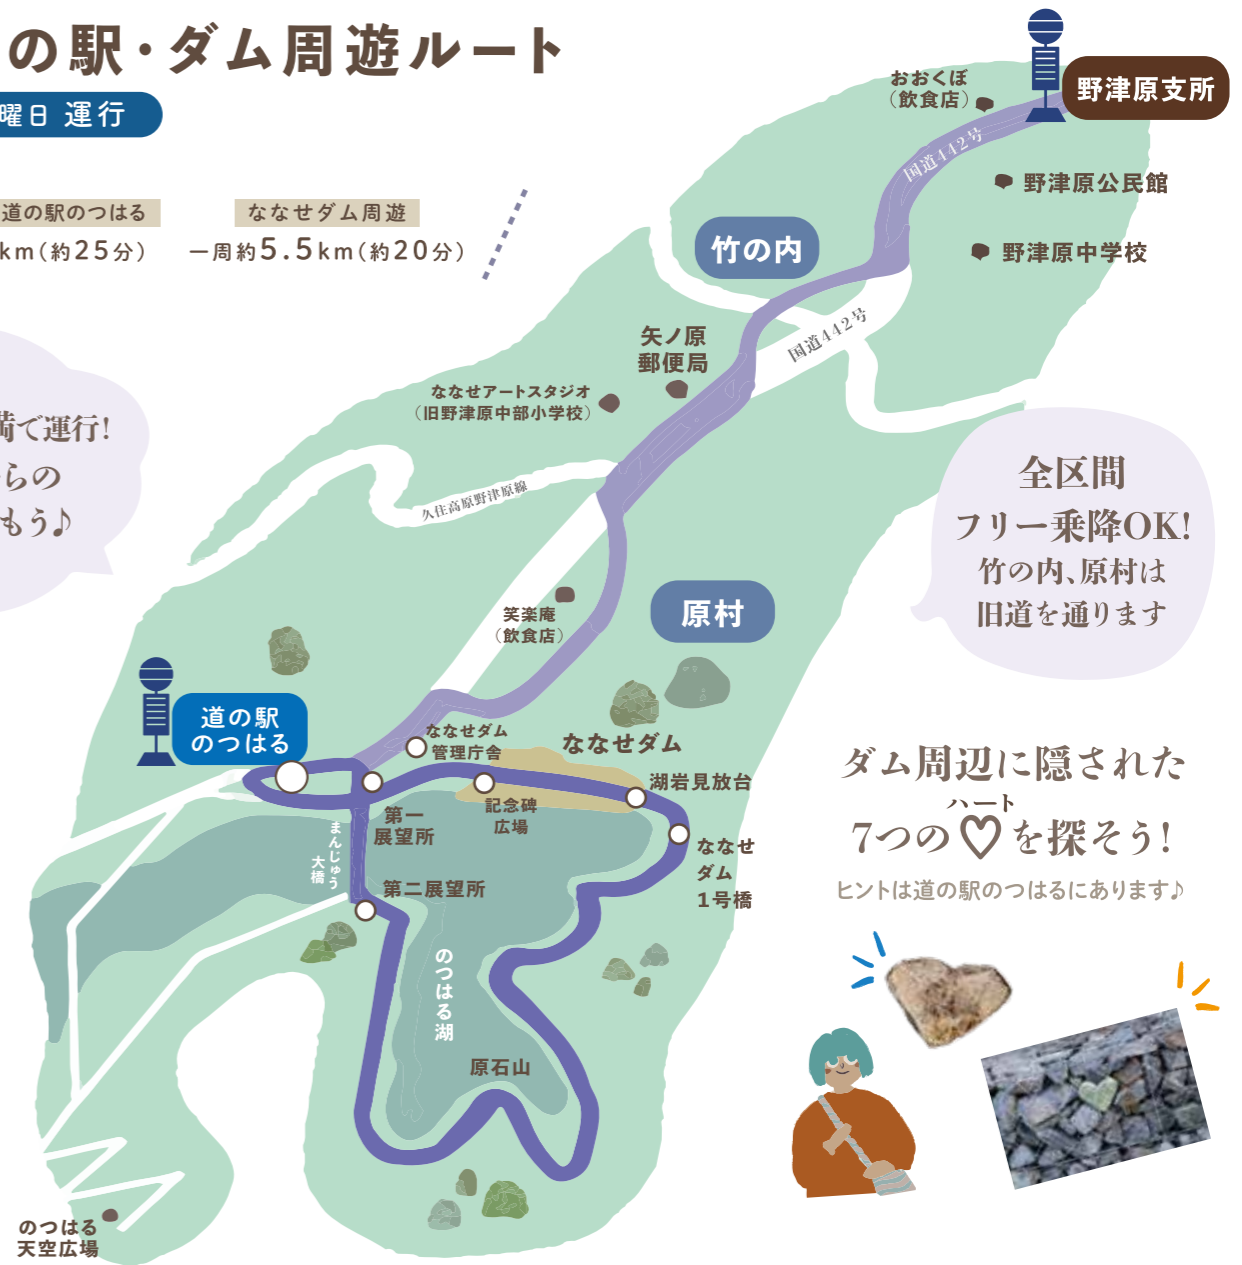 の駅・ダム周遊ルート
曜日 運行
道の駅のつはる
km(約25分)
ななせダム周遊
一周約5.5km(約20分)
満で運行!
らの
もう♪
おおくぼ
(飲食店)
野津原支所
国道442号
野津原公民館
野津原中学校
竹の内
国道442号
矢ノ原
郵便局
ななせアートスタジオ
(旧野津原中部小学校)
久住高原野津原線
全区間
フリー乗降OK!
竹の内、原村は
旧道を通ります
笑楽庵
(飲食店)
原村
道の駅
のつはる
ななせダム
管理庁舎
ななせダム
湖岩見放台
記念碑
広場
第一
展望所
まんじゅう
大橋
第二展望所
ななせ
ダム
1号橋
のつはる湖
原石山
のつはる
天空広場
ダム周辺に隠された
ハート
7つの♡を探そう!
ヒントは道の駅のつはるにあります♪